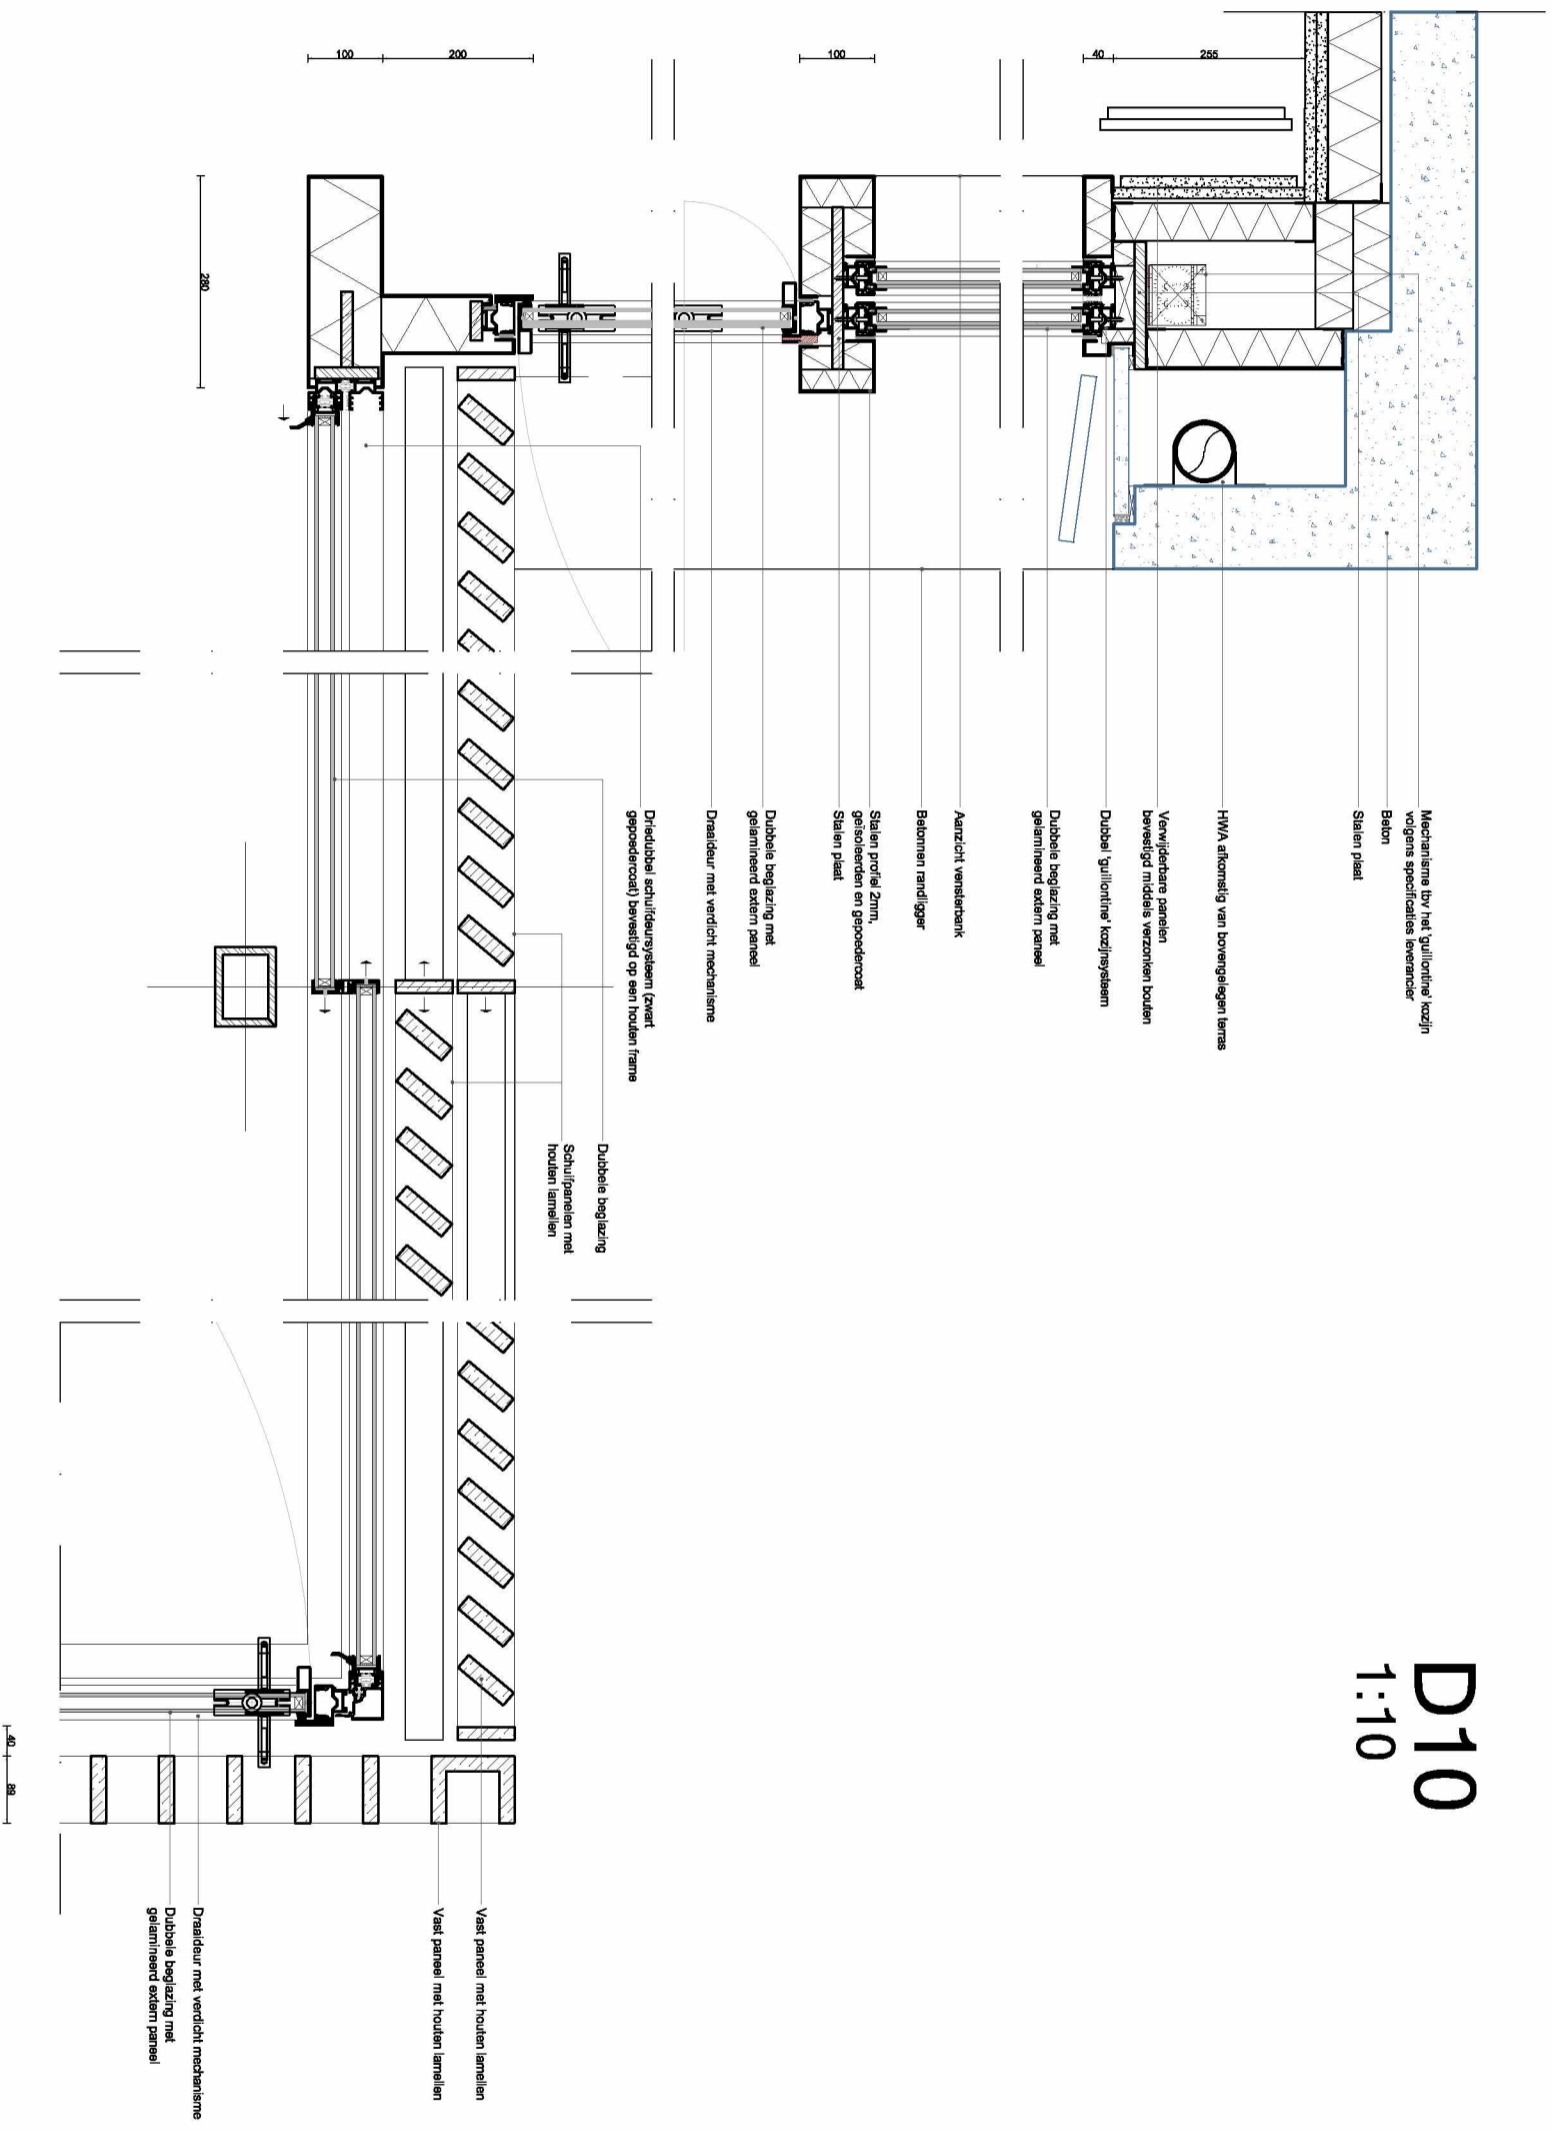 D10
1:10
Mechanisme tbv het 'guillontine' kozijn
volgens specificaties leverancier
Beton
Stalen plaat
HWA afkomstig van bovengelegen terras
Verwijderbare panelen
bevestigd middels verzonken bouten
Dubbel 'guillontine' kozijnsysteem
Dubbele beglazing met
gelamineerd extern paneel
Aanzicht vensterbank
Betonnen randligger
Stalen profiel 2mm,
geïsoleerden en gepoedercoat
Stalen plaat
Dubbele beglazing met
gelamineerd extern paneel
Draaideur met verdicht mechanisme
Driedubbel schuifdeursysteem (zwart
gepoedercoat) bevestigd op een houten frame
Dubbele beglazing
Schuifpanelen met
houten lamellen
Vast paneel met houten lamellen
Vast paneel met houten lamellen
Draaideur met verdicht mechanisme
Dubbele beglazing met
gelamineerd extern paneel
255
40
100
200
100
280
40
89